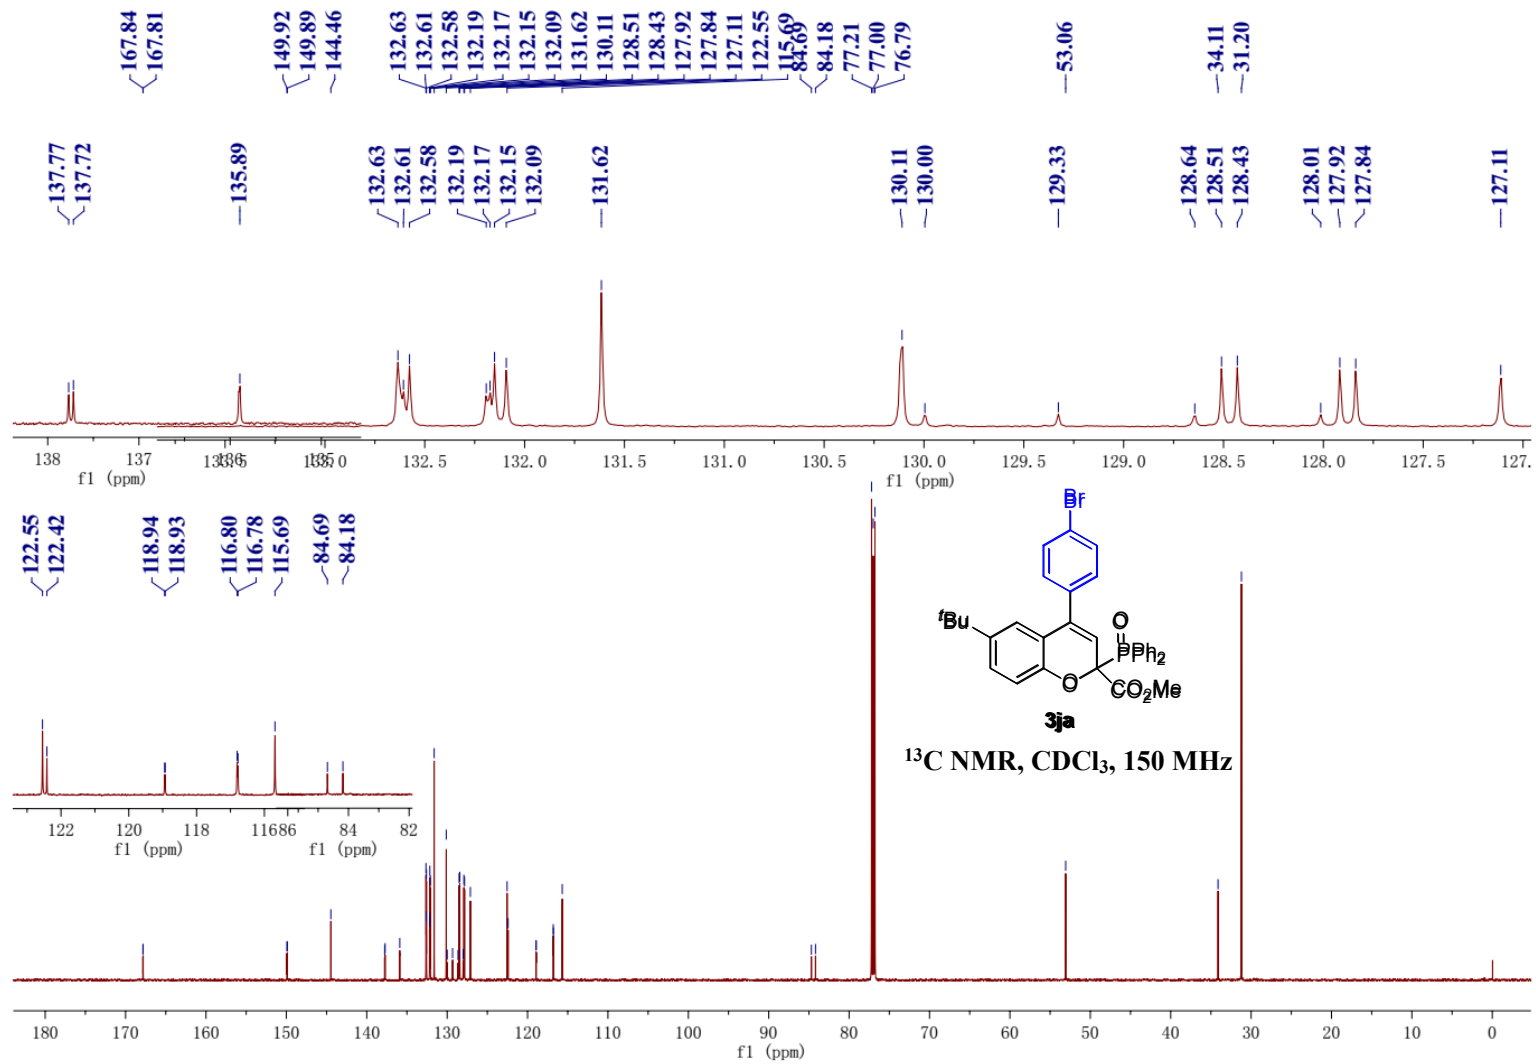 167.84 167.81 149.92 149.89 144.46 132.63 132.61 132.58 132.19 132.17 132.15 132.09 131.62 130.11 128.51 128.43 127.92 127.84 127.11 122.55 115.69 84.69 84.18 77.21 77.00 76.79 53.06 34.11 31.20
137.77 137.72 135.89 132.63 132.61 132.58 132.19 132.17 132.15 132.09 131.62 130.11 130.00 129.33 128.64 128.51 128.43 128.01 127.92 127.84 127.11
138 137 136 135 133.5 133.0 132.5 132.0 131.5 131.0 130.5 130.0 129.5 129.0 128.5 128.0 127.5 127.
f1 (ppm) f1 (ppm)
122.55 122.42 118.94 118.93 116.80 116.78 115.69 84.69 84.18
122 120 118 116 86 84 82
f1 (ppm) f1 (ppm)
Br
tBu
O
PPh2
O
CO2Me
3ja
13C NMR, CDCl3, 150 MHz
180 170 160 150 140 130 120 110 100 90 80 70 60 50 40 30 20 10 0
f1 (ppm)